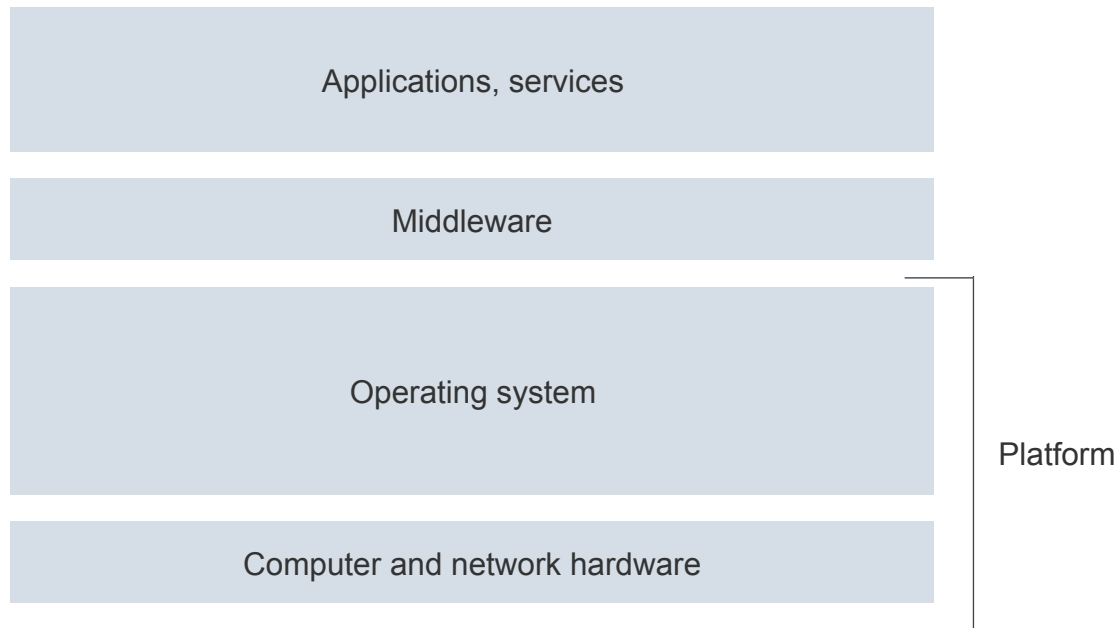 Applications, services
Middleware
Operating system
Platform
Computer and network hardware